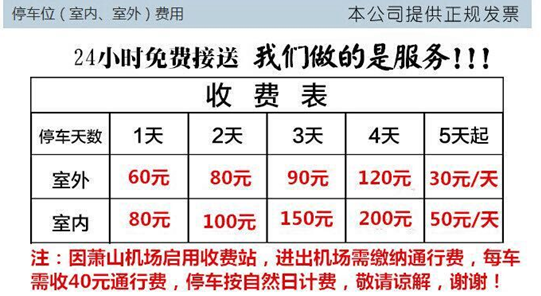 停车位（室内、室外）费用 本公司提供正规发票
24小时免费接送 我们做的是服务!!!
收费表
停车天数 1天 2天 3天 4天 5天起
室外 60元 80元 90元 120元 30元/天
室内 80元 100元 150元 200元 50元/天
注：因萧山机场启用收费站，进出机场需缴纳通行费，每车
需收40元通行费，停车按自然日计费，敬请谅解，谢谢！